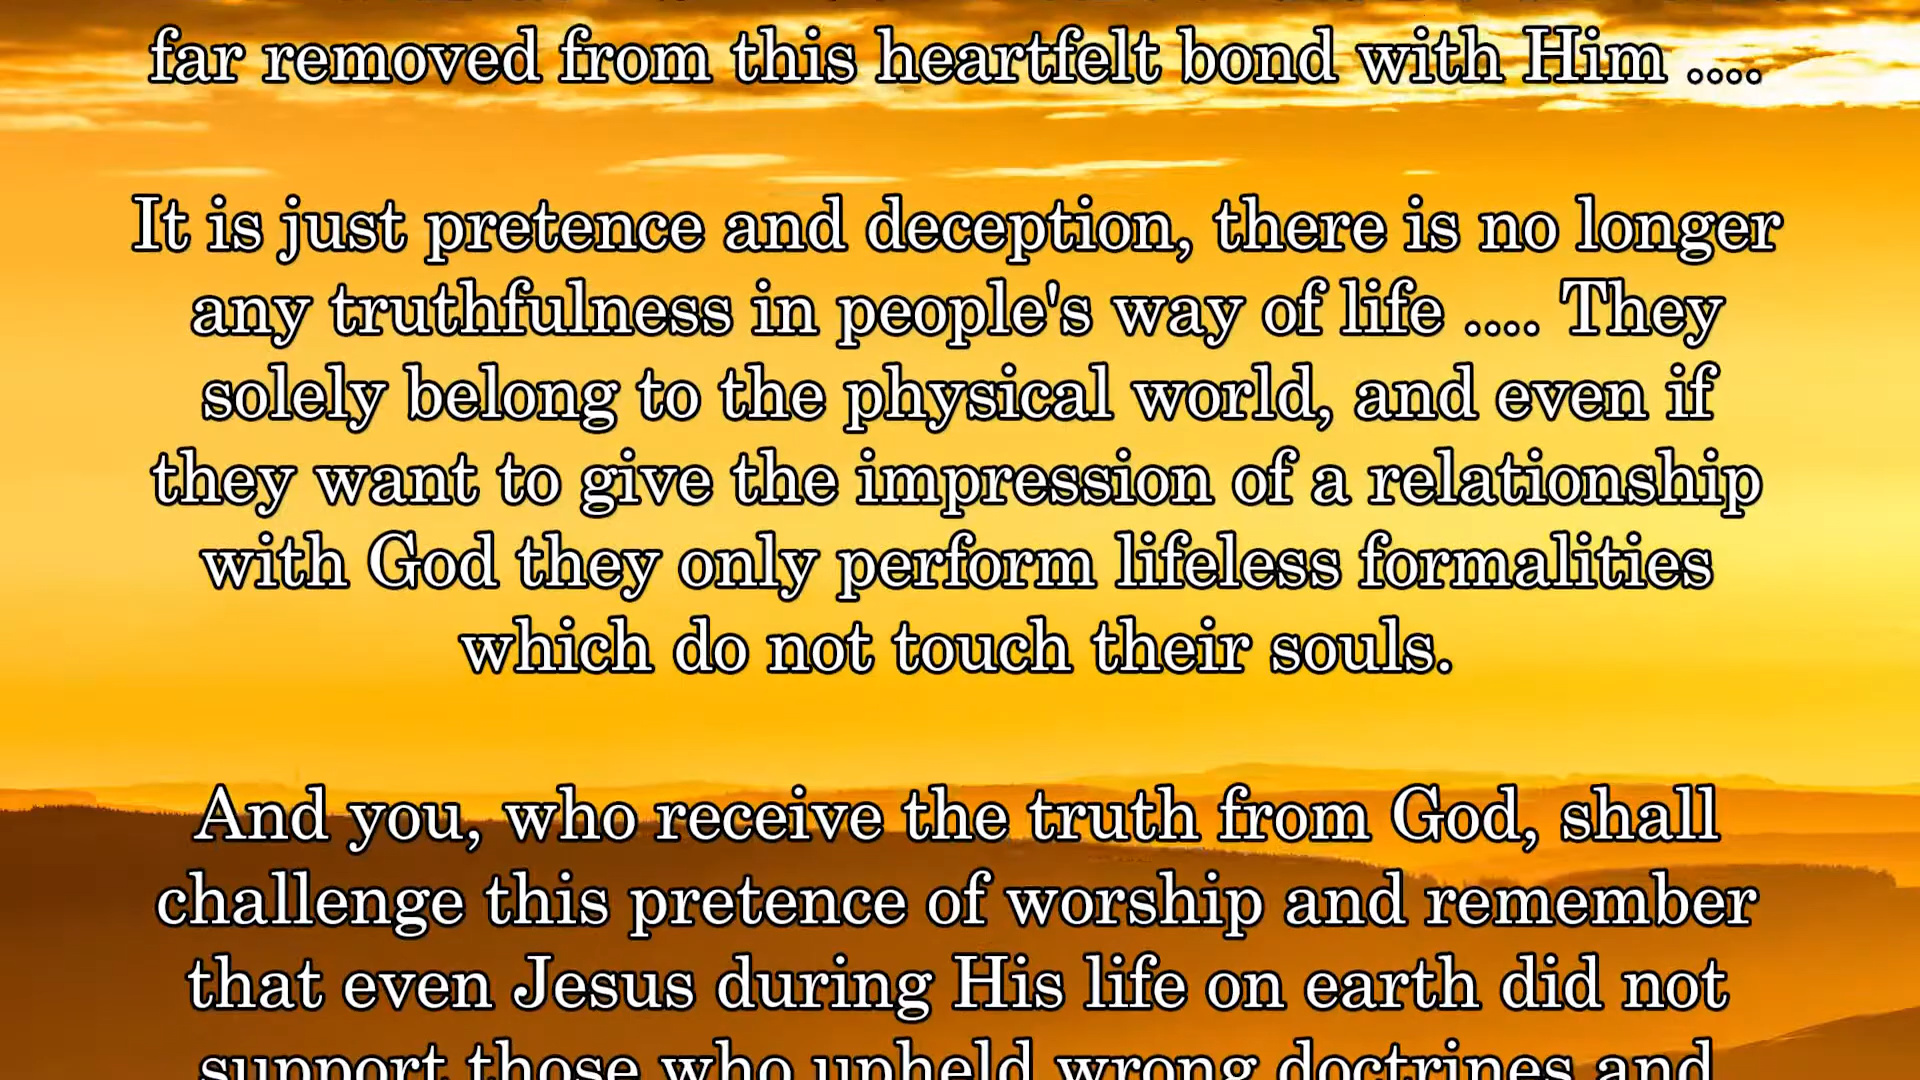 far removed from this heartfelt bond with Him ....
It is just pretence and deception, there is no longer
any truthfulness in people's way of life .... They
solely belong to the physical world, and even if
they want to give the impression of a relationship
with God they only perform lifeless formalities
which do not touch their souls.
And you, who receive the truth from God, shall
challenge this pretence of worship and remember
that even Jesus during His life on earth did not
support those who upheld wrong doctrines and